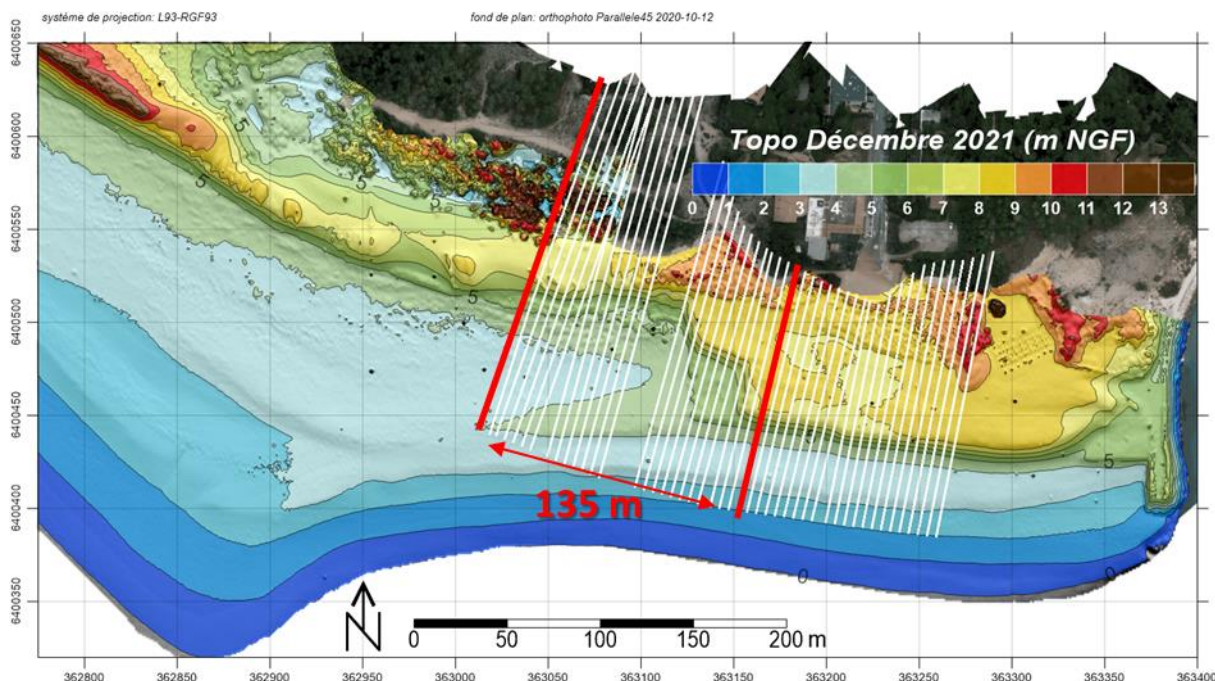 système de projection: L93-RGF93
fond de plan: orthophoto Parallele45 2020-10-12
6400650
6400600
6400550
6400500
6400450
6400400
6400350
Topo Décembre 2021 (m NGF)
0 1 2 3 4 5 6 7 8 9 10 11 12 13
5
5
5
5
5
5
135 m
0
0
N
0 50 100 150 200 m
362800 362850 362900 362950 363000 363050 363100 363150 363200 363250 363300 363350 363400